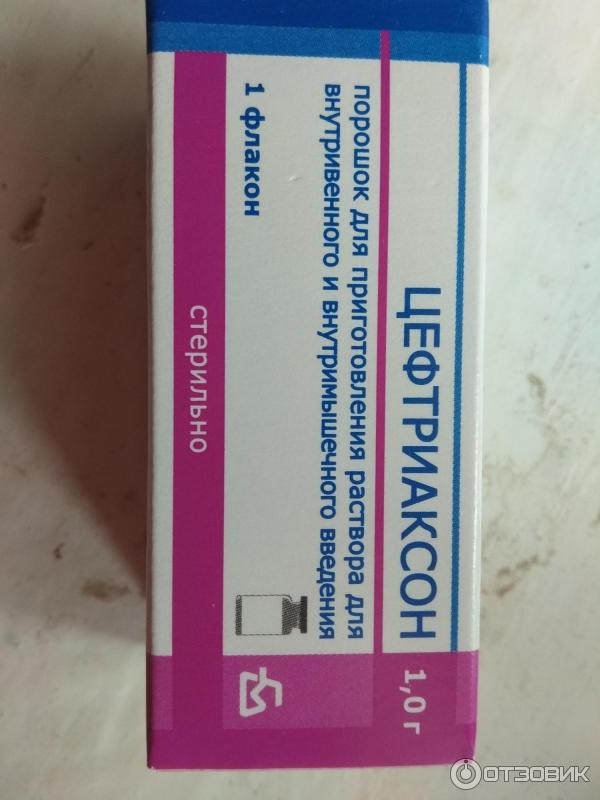 ЦЕФТРИАКСОН
1,0 г
порошок для приготовления раствора для
внутривенного и внутримышечного введения
1 флакон
стерильно
ОТЗОВИК